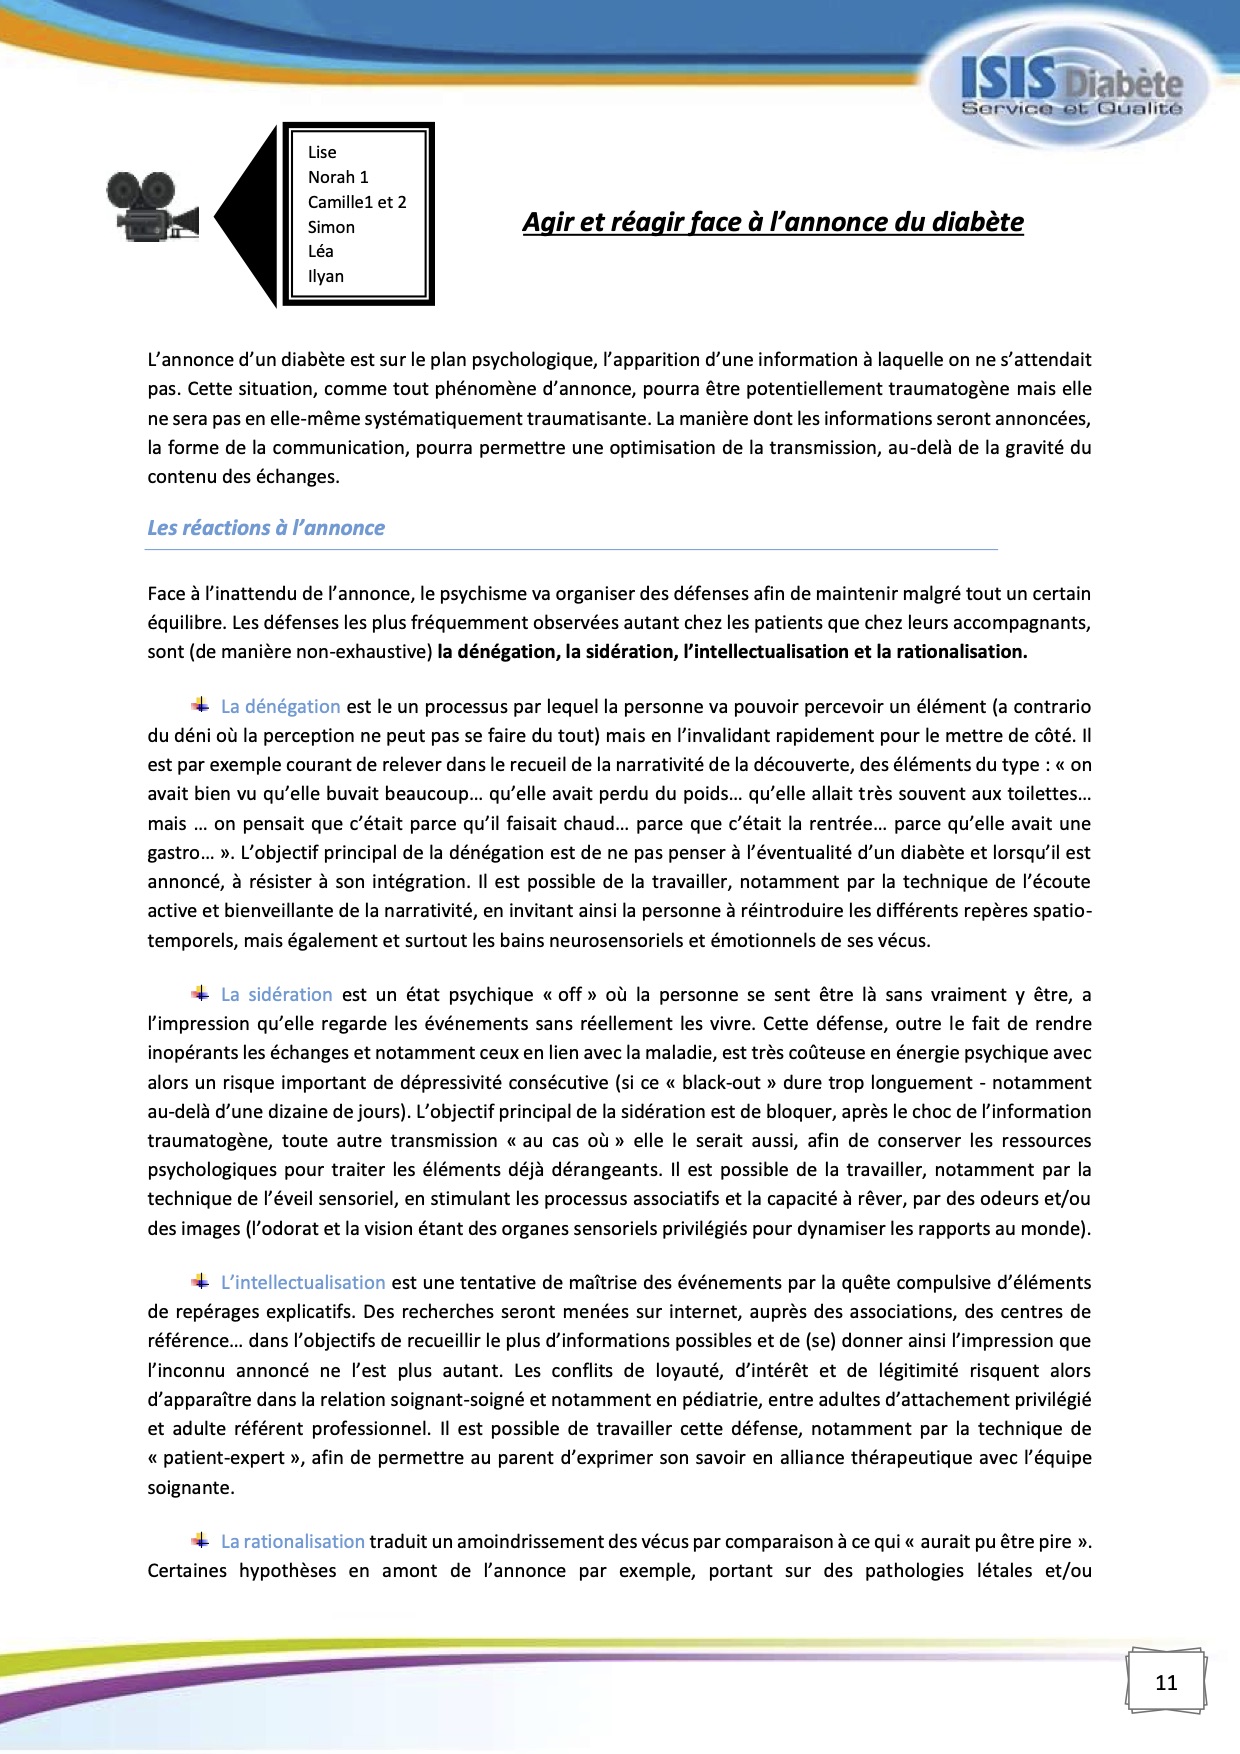 ISIS Diabète
Service et Qualité
Lise
Norah 1
Camille1 et 2
Simon
Léa
Ilyan
Agir et réagir face à l’annonce du diabète
L’annonce d’un diabète est sur le plan psychologique, l’apparition d’une information à laquelle on ne s’attendait
pas. Cette situation, comme tout phénomène d’annonce, pourra être potentiellement traumatogène mais elle
ne sera pas en elle-même systématiquement traumatisante. La manière dont les informations seront annoncées,
la forme de la communication, pourra permettre une optimisation de la transmission, au-delà de la gravité du
contenu des échanges.
Les réactions à l’annonce
Face à l’inattendu de l’annonce, le psychisme va organiser des défenses afin de maintenir malgré tout un certain
équilibre. Les défenses les plus fréquemment observées autant chez les patients que chez leurs accompagnants,
sont (de manière non-exhaustive) la dénégation, la sidération, l’intellectualisation et la rationalisation.
La dénégation est le un processus par lequel la personne va pouvoir percevoir un élément (a contrario
du déni où la perception ne peut pas se faire du tout) mais en l’invalidant rapidement pour le mettre de côté. Il
est par exemple courant de relever dans le recueil de la narrativité de la découverte, des éléments du type : « on
avait bien vu qu’elle buvait beaucoup… qu’elle avait perdu du poids… qu’elle allait très souvent aux toilettes…
mais … on pensait que c’était parce qu’il faisait chaud… parce que c’était la rentrée… parce qu’elle avait une
gastro… ». L’objectif principal de la dénégation est de ne pas penser à l’éventualité d’un diabète et lorsqu’il est
annoncé, à résister à son intégration. Il est possible de la travailler, notamment par la technique de l’écoute
active et bienveillante de la narrativité, en invitant ainsi la personne à réintroduire les différents repères spatio-
temporels, mais également et surtout les bains neurosensoriels et émotionnels de ses vécus.
La sidération est un état psychique « off » où la personne se sent être là sans vraiment y être, a
l’impression qu’elle regarde les événements sans réellement les vivre. Cette défense, outre le fait de rendre
inopérants les échanges et notamment ceux en lien avec la maladie, est très coûteuse en énergie psychique avec
alors un risque important de dépressivité consécutive (si ce « black-out » dure trop longuement - notamment
au-delà d’une dizaine de jours). L’objectif principal de la sidération est de bloquer, après le choc de l’information
traumatogène, toute autre transmission « au cas où » elle le serait aussi, afin de conserver les ressources
psychologiques pour traiter les éléments déjà dérangeants. Il est possible de la travailler, notamment par la
technique de l’éveil sensoriel, en stimulant les processus associatifs et la capacité à rêver, par des odeurs et/ou
des images (l’odorat et la vision étant des organes sensoriels privilégiés pour dynamiser les rapports au monde).
L’intellectualisation est une tentative de maîtrise des événements par la quête compulsive d’éléments
de repérages explicatifs. Des recherches seront menées sur internet, auprès des associations, des centres de
référence… dans l’objectifs de recueillir le plus d’informations possibles et de (se) donner ainsi l’impression que
l’inconnu annoncé ne l’est plus autant. Les conflits de loyauté, d’intérêt et de légitimité risquent alors
d’apparaître dans la relation soignant-soigné et notamment en pédiatrie, entre adultes d’attachement privilégié
et adulte référent professionnel. Il est possible de travailler cette défense, notamment par la technique de
« patient-expert », afin de permettre au parent d’exprimer son savoir en alliance thérapeutique avec l’équipe
soignante.
La rationalisation traduit un amoindrissement des vécus par comparaison à ce qui « aurait pu être pire ».
Certaines hypothèses en amont de l’annonce par exemple, portant sur des pathologies létales et/ou
11